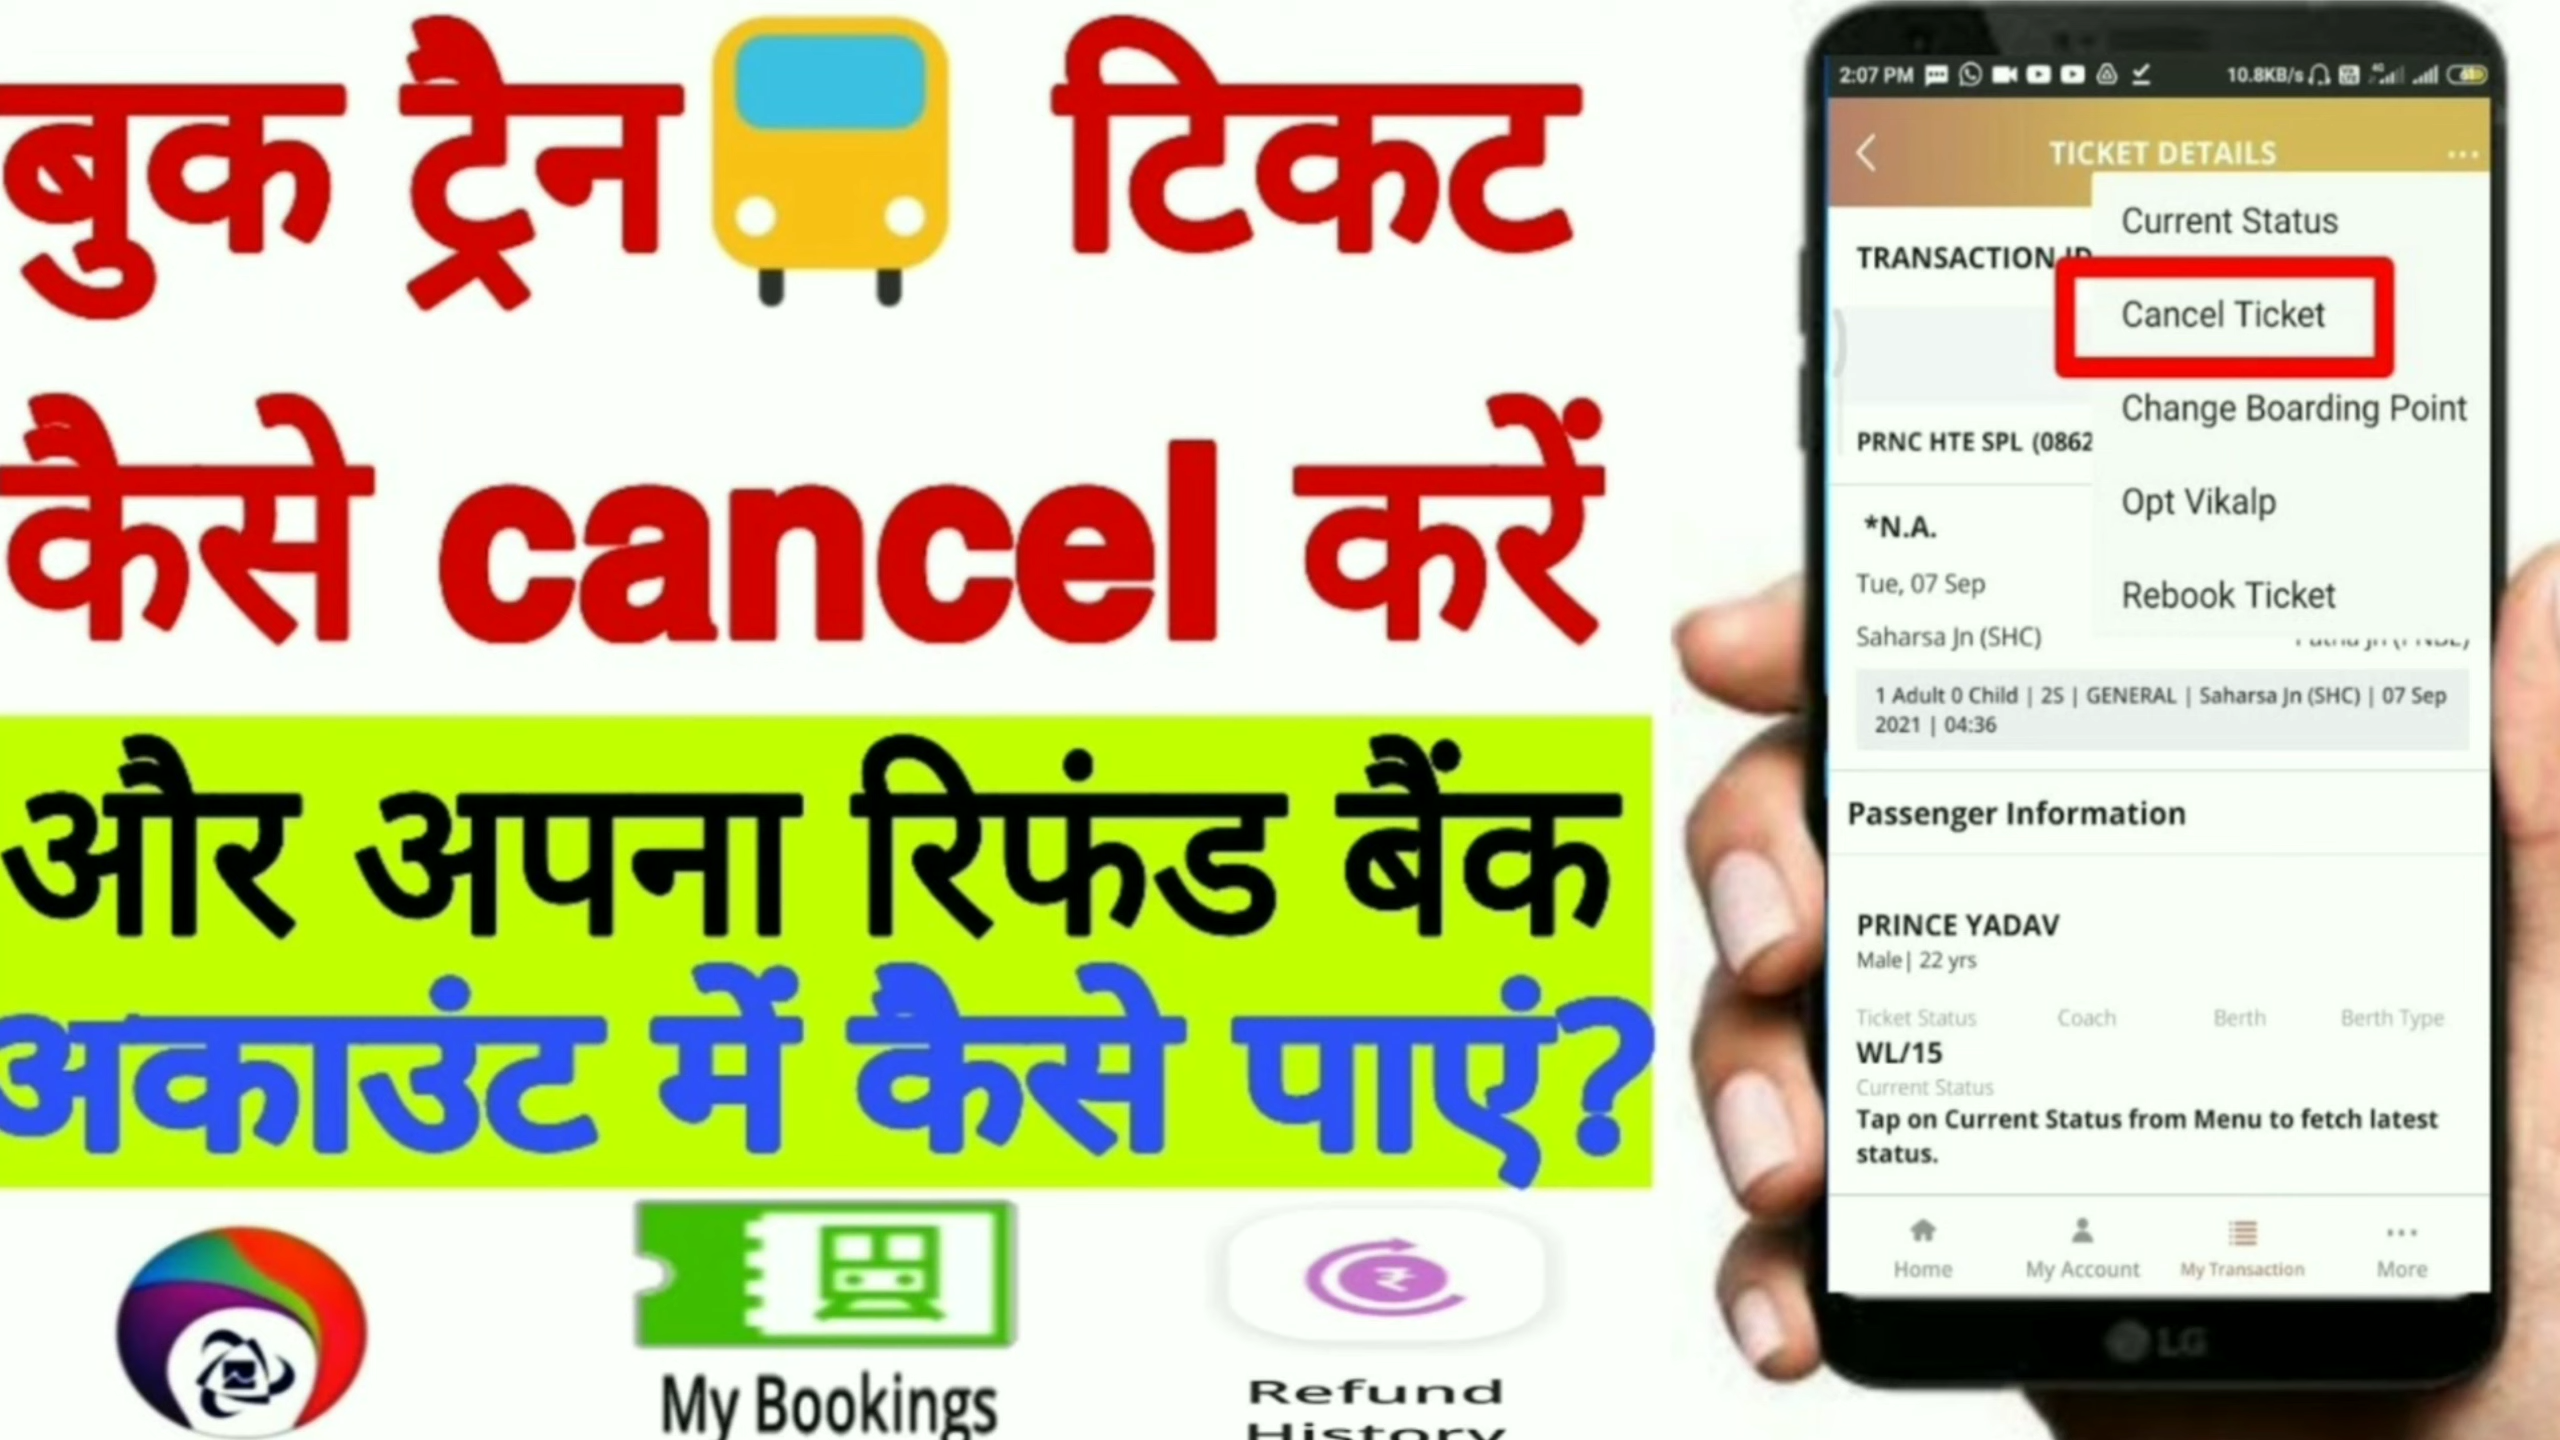 बुक ट्रैन टिकट
कैसे cancel करें
और अपना रिफंड बैंक
अकाउंट में कैसे पाएं?
My Bookings
Refund
History
2:07 PM
10.8KB/s
4G
TICKET DETAILS
Current Status
TRANSACTION ID
Cancel Ticket
Change Boarding Point
PRNC HTE SPL (0862
Opt Vikalp
*N.A.
Tue, 07 Sep
Rebook Ticket
Saharsa Jn (SHC)
1 Adult 0 Child | 2S | GENERAL | Saharsa Jn (SHC) | 07 Sep
2021 | 04:36
Passenger Information
PRINCE YADAV
Male| 22 yrs
Ticket Status Coach Berth Berth Type
WL/15
Current Status
Tap on Current Status from Menu to fetch latest
status.
Home My Account My Transaction More
LG